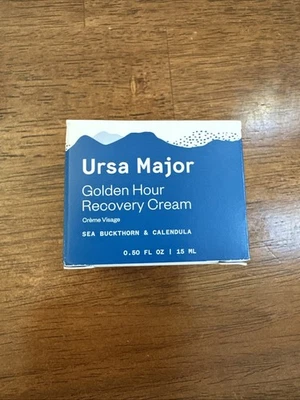 Ursa Major
Golden Hour
Recovery Cream
Crème Visage
SEA BUCKTHORN & CALENDULA
0.50 FL OZ | 15 ML